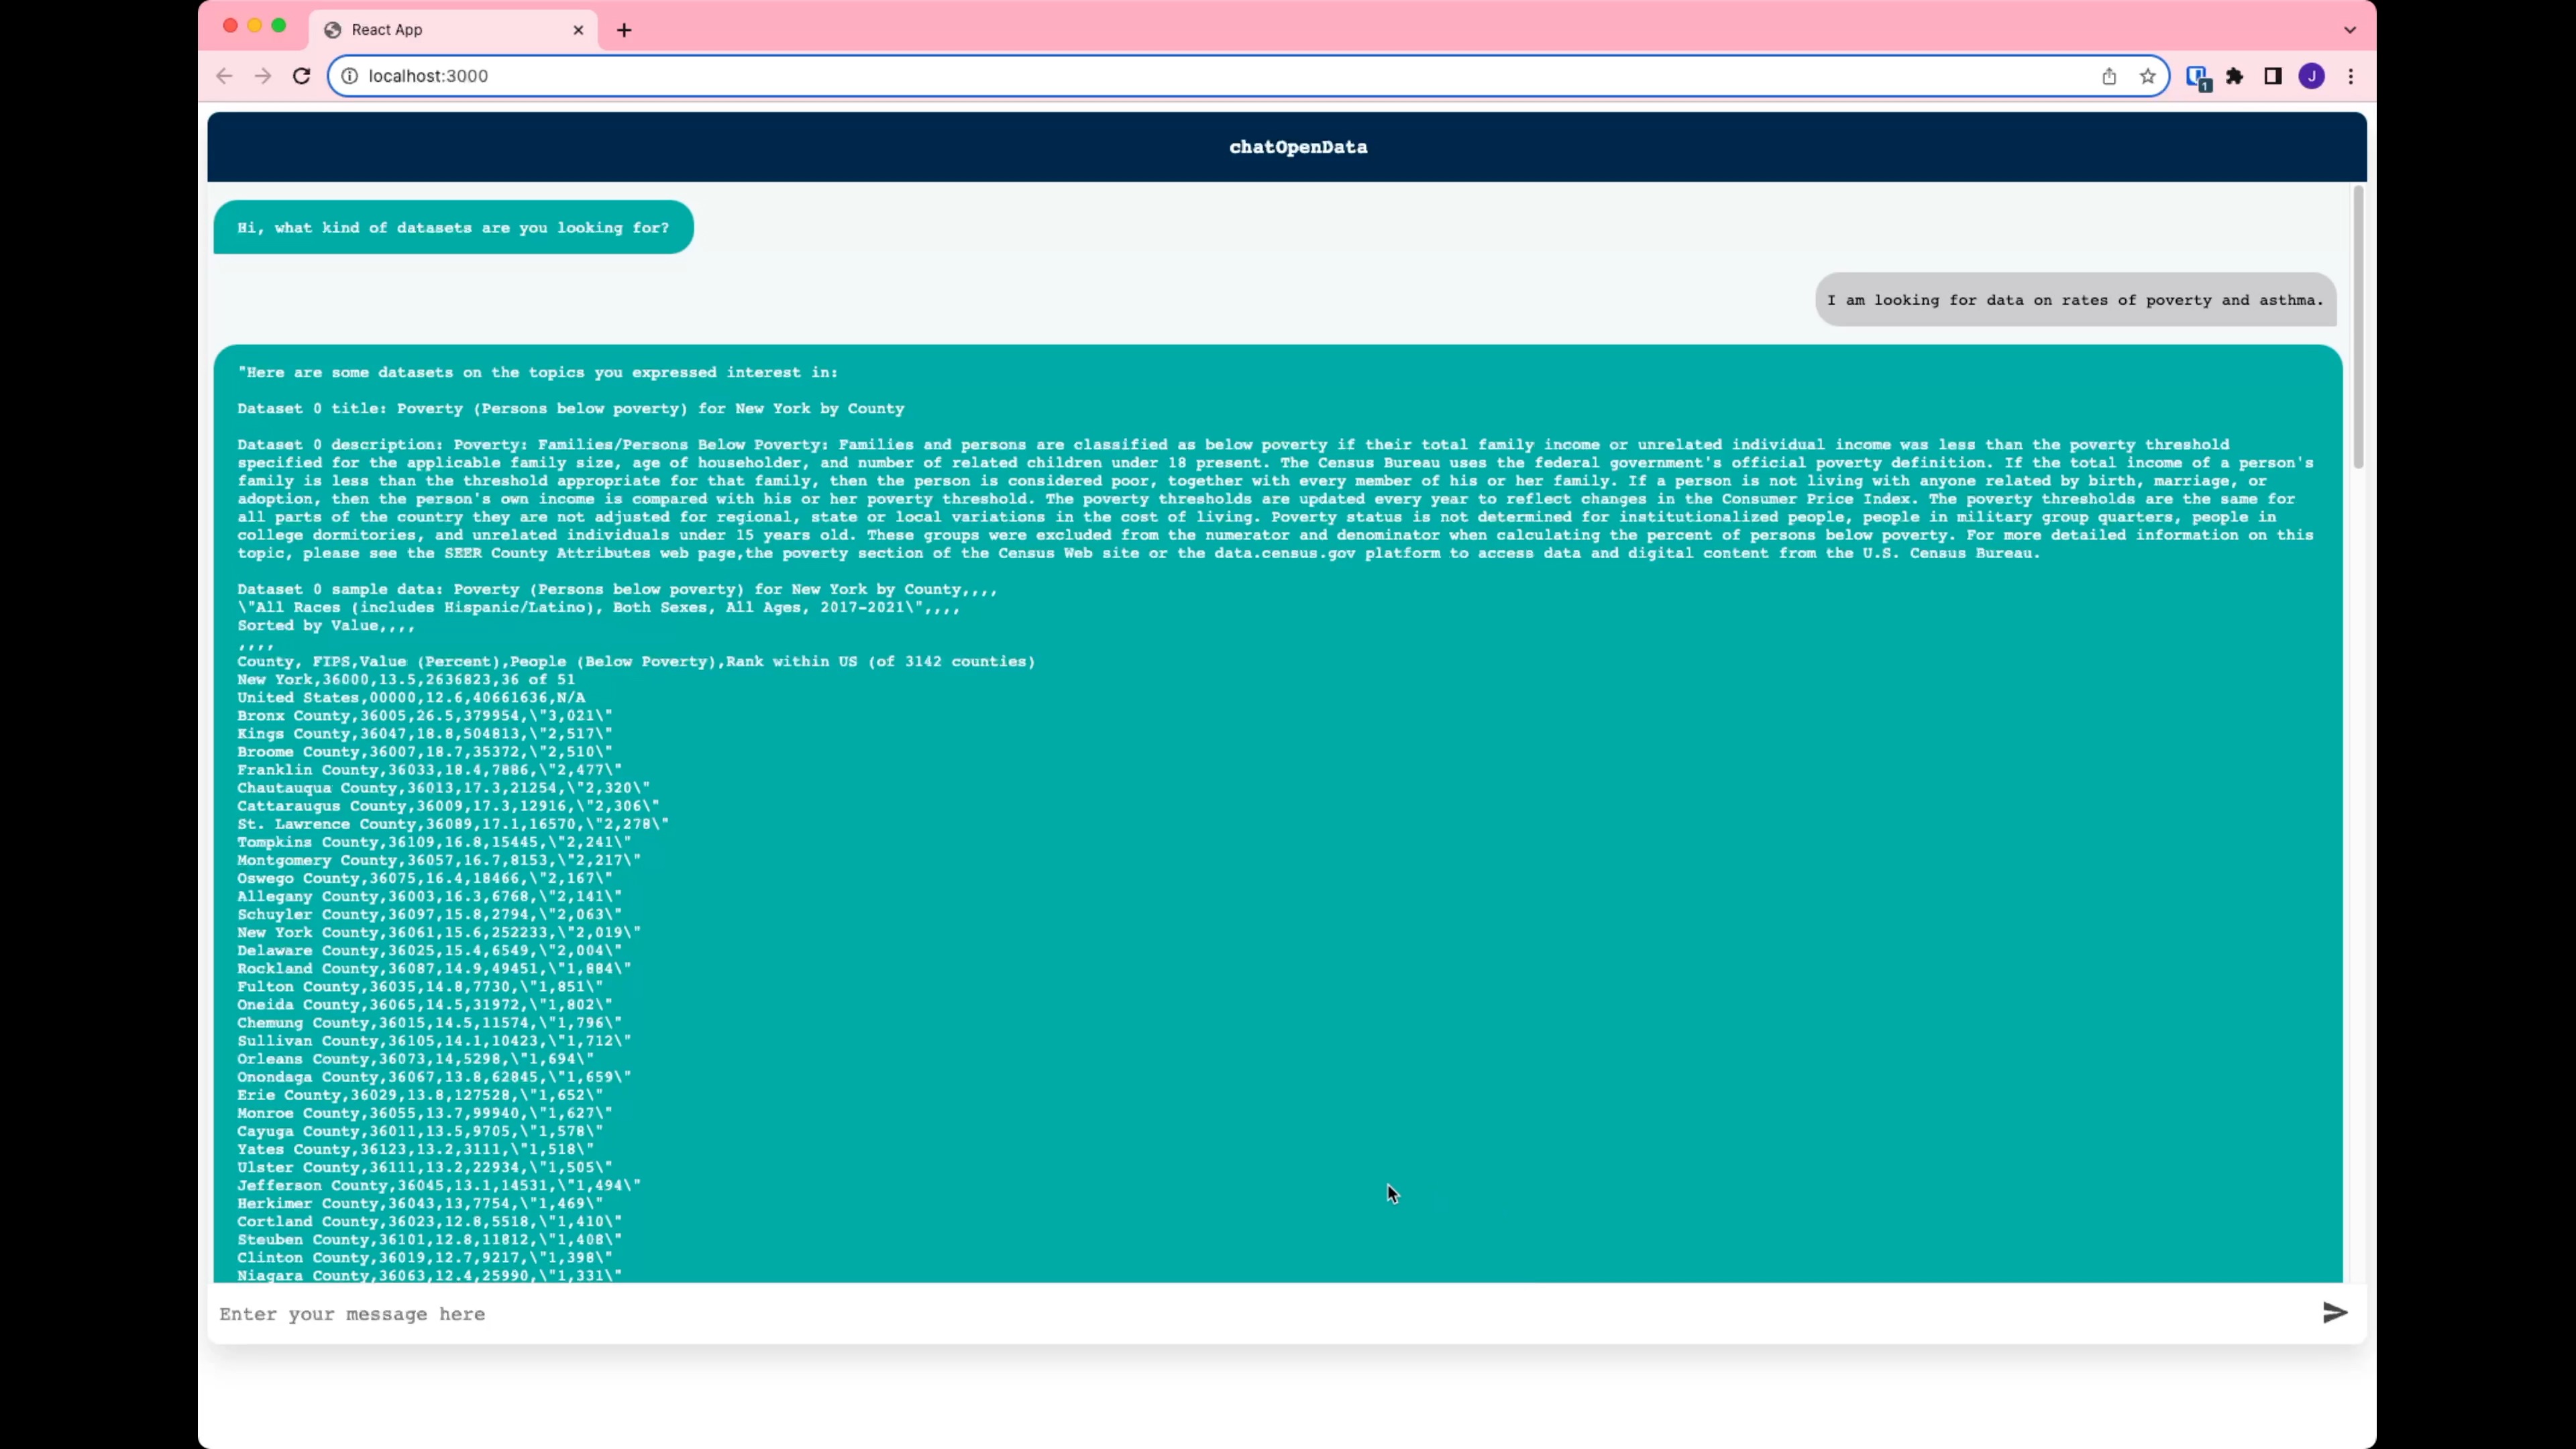 React App
localhost:3000
1
J
chatOpenData
Hi, what kind of datasets are you looking for?
I am looking for data on rates of poverty and asthma.
"Here are some datasets on the topics you expressed interest in:
Dataset 0 title: Poverty (Persons below poverty) for New York by County
Dataset 0 description: Poverty: Families/Persons Below Poverty: Families and persons are classified as below poverty if their total family income or unrelated individual income was less than the poverty threshold
specified for the applicable family size, age of householder, and number of related children under 18 present. The Census Bureau uses the federal government's official poverty definition. If the total income of a person's
family is less than the threshold appropriate for that family, then the person is considered poor, together with every member of his or her family. If a person is not living with anyone related by birth, marriage, or
adoption, then the person's own income is compared with his or her poverty threshold. The poverty thresholds are updated every year to reflect changes in the Consumer Price Index. The poverty thresholds are the same for
all parts of the country they are not adjusted for regional, state or local variations in the cost of living. Poverty status is not determined for institutionalized people, people in military group quarters, people in
college dormitories, and unrelated individuals under 15 years old. These groups were excluded from the numerator and denominator when calculating the percent of persons below poverty. For more detailed information on this
topic, please see the SEER County Attributes web page,the poverty section of the Census Web site or the data.census.gov platform to access data and digital content from the U.S. Census Bureau.
Dataset 0 sample data: Poverty (Persons below poverty) for New York by County,,,,
\"All Races (includes Hispanic/Latino), Both Sexes, All Ages, 2017-2021\",,,,
Sorted by Value,,,,
,,,,
County, FIPS,Value (Percent),People (Below Poverty),Rank within US (of 3142 counties)
New York,36000,13.5,2636823,36 of 51
United States,00000,12.6,40661636,N/A
Bronx County,36005,26.5,379954,\"3,021\"
Kings County,36047,18.8,504813,\"2,517\"
Broome County,36007,18.7,35372,\"2,510\"
Franklin County,36033,18.4,7886,\"2,477\"
Chautauqua County,36013,17.3,21254,\"2,320\"
Cattaraugus County,36009,17.3,12916,\"2,306\"
St. Lawrence County,36089,17.1,16570,\"2,278\"
Tompkins County,36109,16.8,15445,\"2,241\"
Montgomery County,36057,16.7,8153,\"2,217\"
Oswego County,36075,16.4,18466,\"2,167\"
Allegany County,36003,16.3,6768,\"2,141\"
Schuyler County,36097,15.8,2794,\"2,063\"
New York County,36061,15.6,252233,\"2,019\"
Delaware County,36025,15.4,6549,\"2,004\"
Rockland County,36087,14.9,49451,\"1,884\"
Fulton County,36035,14.8,7730,\"1,851\"
Oneida County,36065,14.5,31972,\"1,802\"
Chemung County,36015,14.5,11574,\"1,796\"
Sullivan County,36105,14.1,10423,\"1,712\"
Orleans County,36073,14,5298,\"1,694\"
Onondaga County,36067,13.8,62845,\"1,659\"
Erie County,36029,13.8,127528,\"1,652\"
Monroe County,36055,13.7,99940,\"1,627\"
Cayuga County,36011,13.5,9705,\"1,578\"
Yates County,36123,13.2,3111,\"1,518\"
Ulster County,36111,13.2,22934,\"1,505\"
Jefferson County,36045,13.1,14531,\"1,494\"
Herkimer County,36043,13,7754,\"1,469\"
Cortland County,36023,12.8,5518,\"1,410\"
Steuben County,36101,12.8,11812,\"1,408\"
Clinton County,36019,12.7,9217,\"1,398\"
Niagara County,36063,12.4,25990,\"1,331\"
Enter your message here